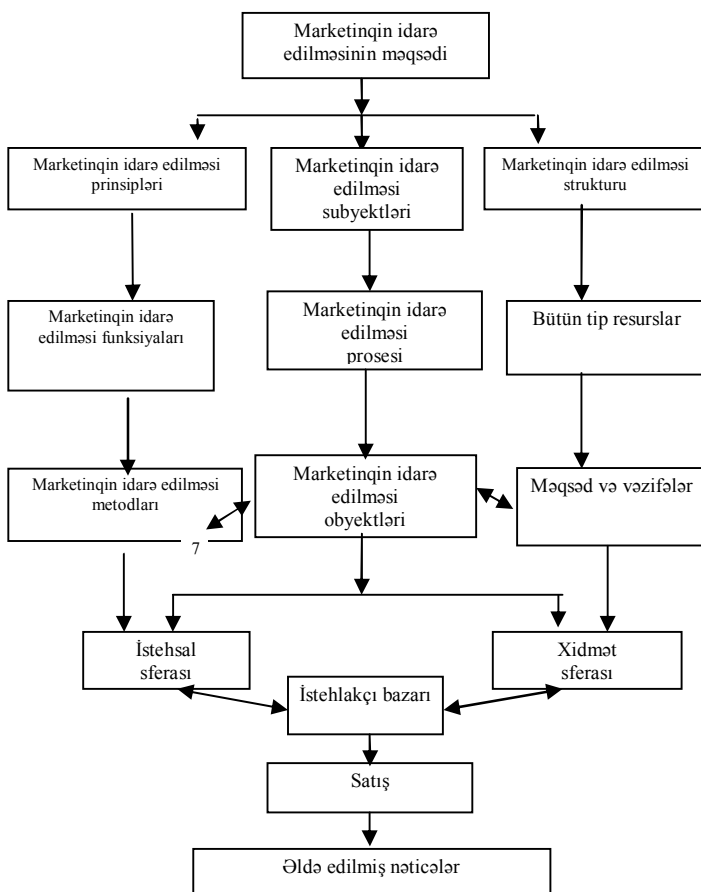 Marketinqin idarə
edilməsinin məqsədi
Marketinqin idarə edilməsi
prinsipləri
Marketinqin idarə
edilməsi
subyektləri
Marketinqin idarə edilməsi
strukturu
Marketinqin idarə
edilməsi funksiyaları
Marketinqin idarə
edilməsi
prosesi
Bütün tip resurslar
Marketinqin idarə edilməsi
metodları
7
Marketinqin idarə
edilməsi
obyektləri
Məqsəd və vəzifələr
İstehsal
sferası
Xidmət
sferası
İstehlakçı bazarı
Satış
Əldə edilmiş nəticələr